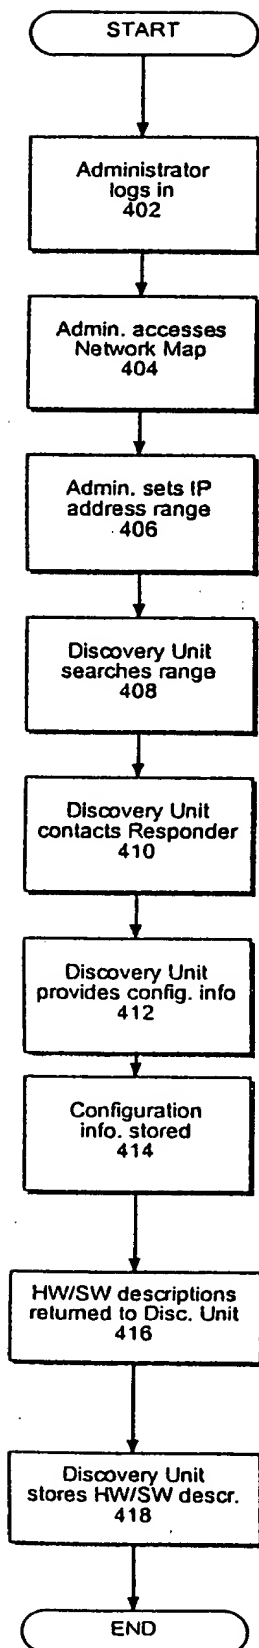 START
Administrator
logs in
402
Admin. accesses
Network Map
404
Admin. sets IP
address range
406
Discovery Unit
searches range
408
Discovery Unit
contacts Responder
410
Discovery Unit
provides config. info
412
Configuration
info. stored
414
HW/SW descriptions
returned to Disc. Unit
416
Discovery Unit
stores HW/SW descr.
418
END